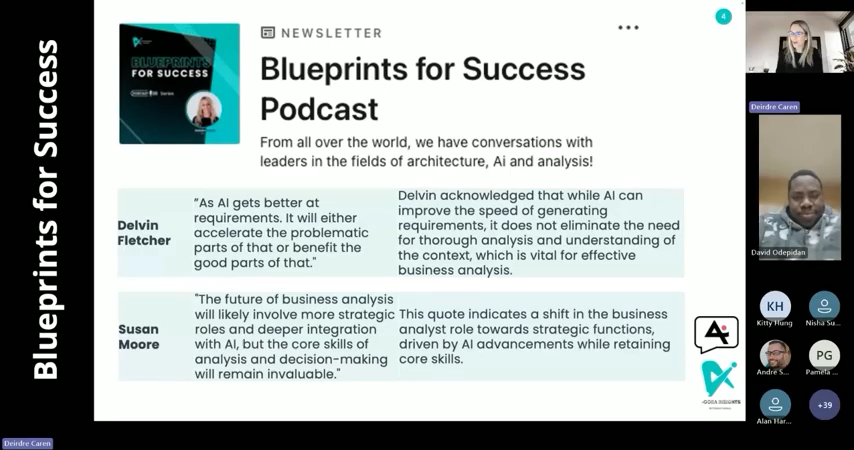 Blueprints for Success
BLUEPRINTS
FOR SUCCESS
NEWSLETTER
4
Blueprints for Success
Podcast
From all over the world, we have conversations with
leaders in the fields of architecture, Ai and analysis!
Delvin
Fletcher
"As AI gets better at
requirements. It will either
accelerate the problematic
parts of that or benefit the
good parts of that."
Delvin acknowledged that while AI can
improve the speed of generating
requirements, it does not eliminate the need
for thorough analysis and understanding of
the context, which is vital for effective
business analysis.
Susan
Moore
"The future of business analysis
will likely involve more strategic
roles and deeper integration
with AI, but the core skills of
analysis and decision-making
will remain invaluable."
This quote indicates a shift in the business
analyst role towards strategic functions,
driven by AI advancements while retaining
core skills.
Deirdre Caren
David Odepidan
KH
Kitty Hung
Nisha Su...
André S...
PG
Pamela ...
Alan Har...
+39
Deirdre Caren